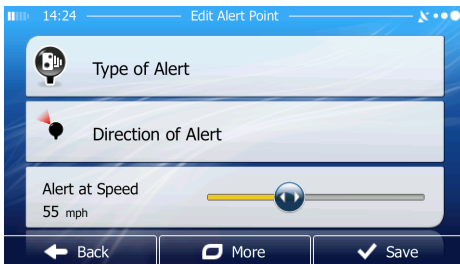 14:24 Edit Alert Point
Type of Alert
Direction of Alert
Alert at Speed
55 mph
Back More Save